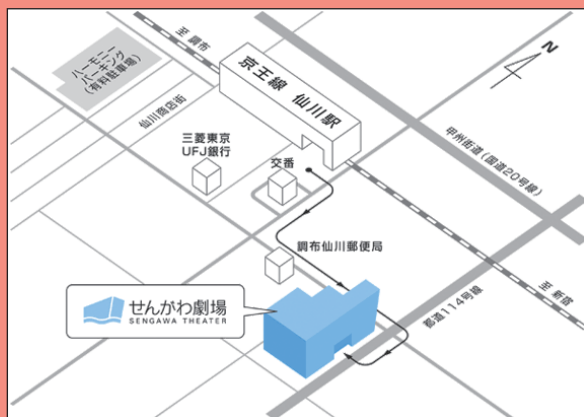 至 調布
京王線 仙川駅
N
ハーモニー
パーキング
(有料駐車場)
仙川商店街
三菱東京
UFJ銀行
交番
甲州街道(国道20号線)
調布仙川郵便局
至 新宿
都道114号線
せんがわ劇場
SENGAWA THEATER